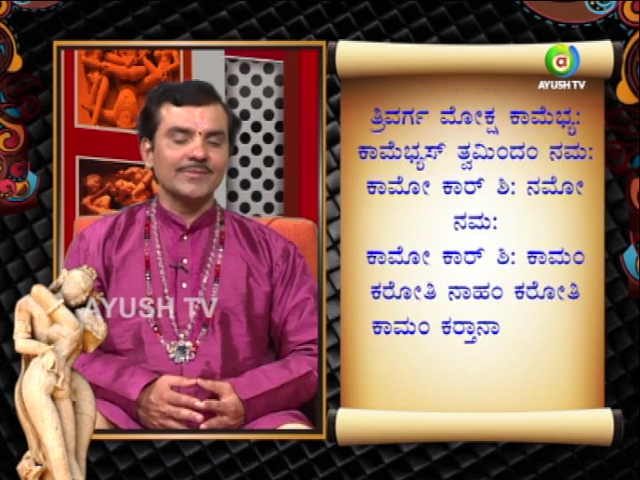 AYUSH TV
ತ್ರಿವರ್ಗ ಮೋಕ್ಷ ಕಾಮೆಭ್ಯ:
ಕಾಮೆಭ್ಯಸ್ ತ್ವಮಿಂದಂ ನಮ:
ಕಾಮೋ ಕಾರ್ ಶಿ: ನಮೋ
ನಮ:
ಕಾಮೋ ಕಾರ್ ಶಿ: ಕಾಮಂ
ಕರೋತಿ ನಾಹಂ ಕರೋತಿ
ಕಾಮಂ ಕರ್‍ತಾನಾ
AYUSH TV